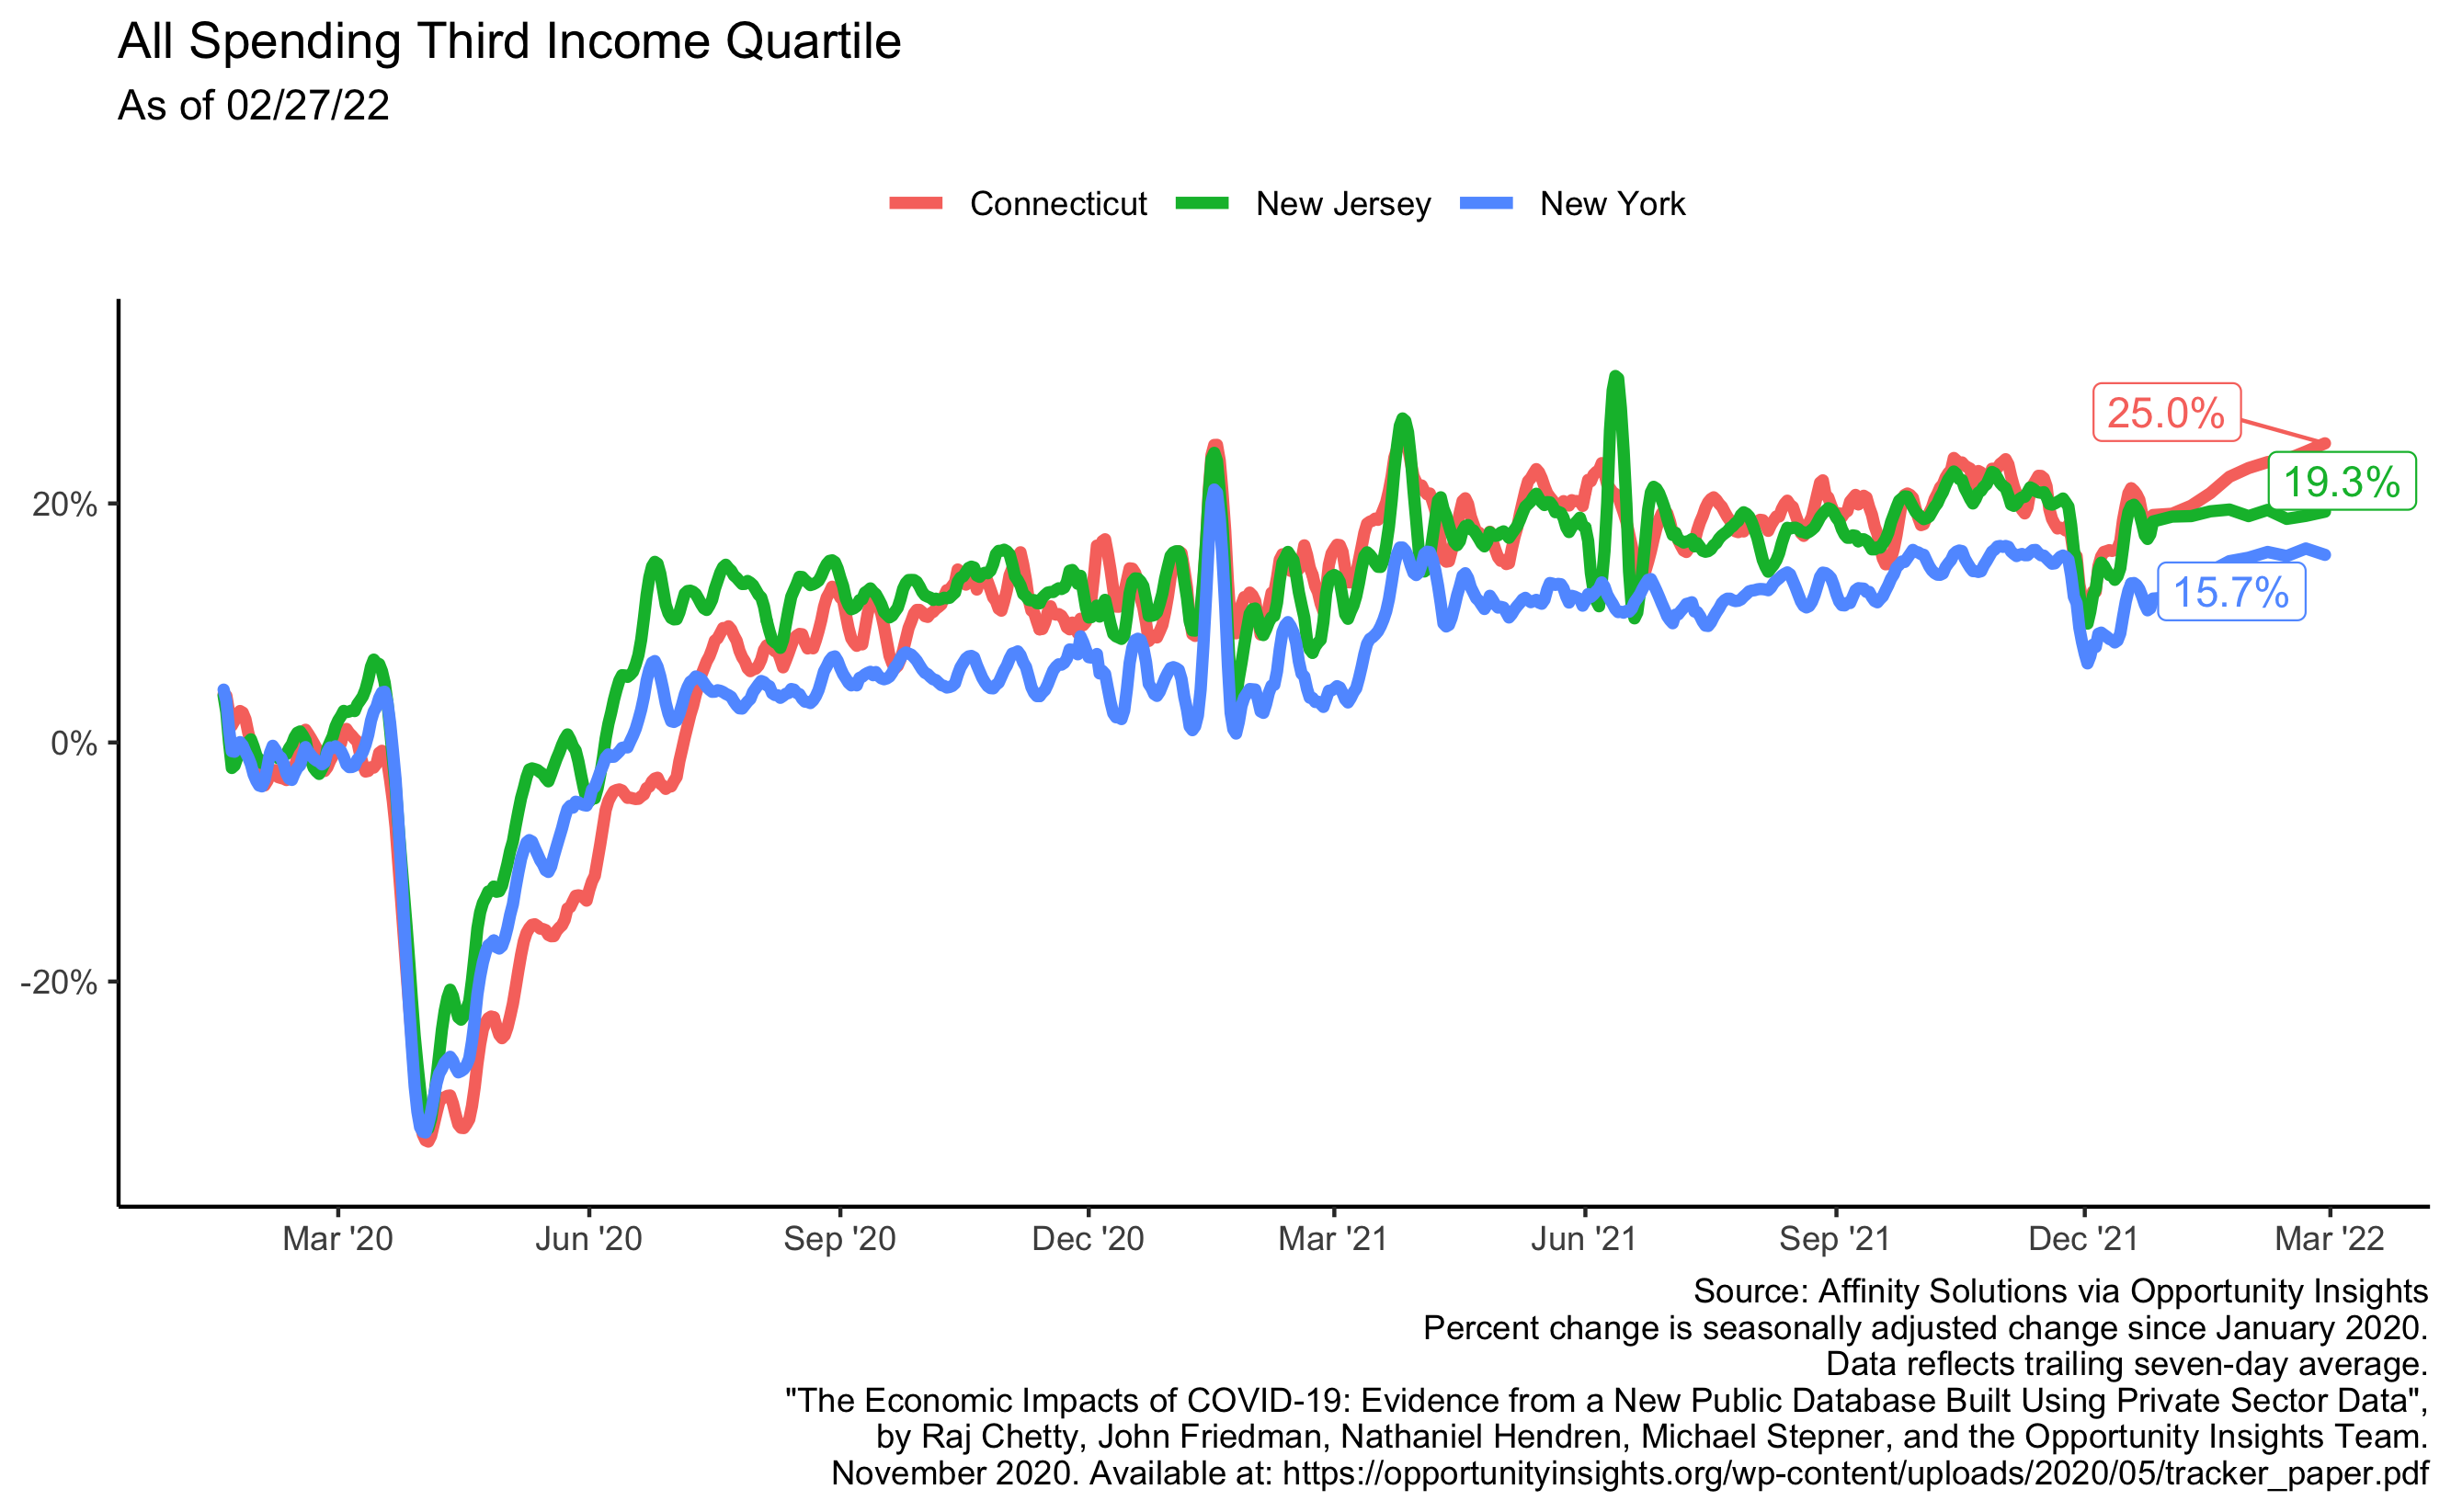 All Spending Third Income Quartile
As of 02/27/22
Connecticut New Jersey New York
25.0%
19.3%
15.7%
20%
0%
-20%
Mar '20 Jun '20 Sep '20 Dec '20 Mar '21 Jun '21 Sep '21 Dec '21 Mar '22
Source: Affinity Solutions via Opportunity Insights
Percent change is seasonally adjusted change since January 2020.
Data reflects trailing seven-day average.
"The Economic Impacts of COVID-19: Evidence from a New Public Database Built Using Private Sector Data",
by Raj Chetty, John Friedman, Nathaniel Hendren, Michael Stepner, and the Opportunity Insights Team.
November 2020. Available at: https://opportunityinsights.org/wp-content/uploads/2020/05/tracker_paper.pdf